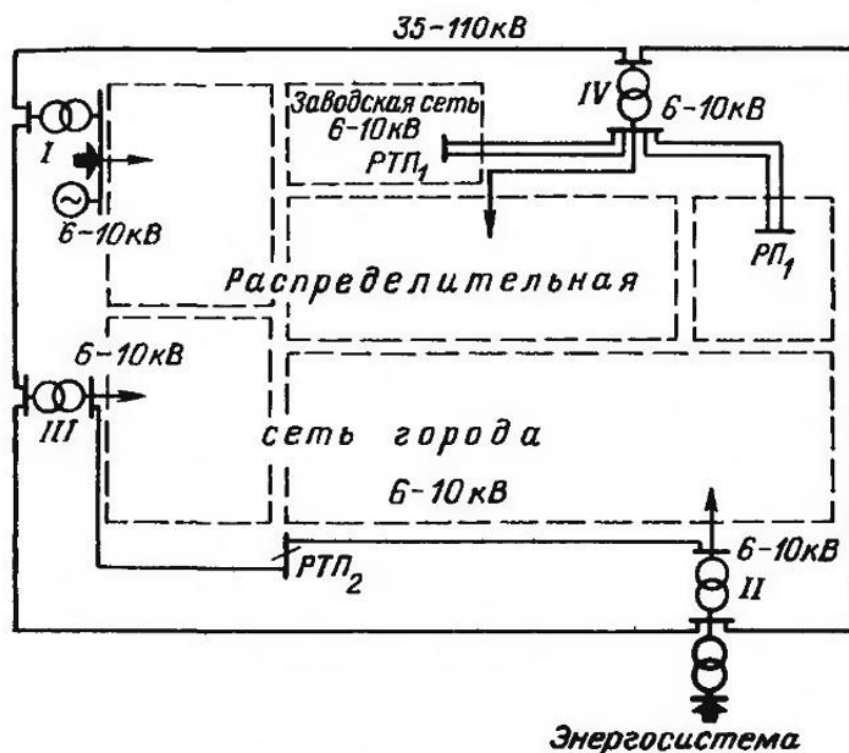 35-110кВ
Заводская сеть
6-10кВ
РТП₁
IV
6-10кВ
I
6-10кВ
РП₁
Распределительная
6-10кВ
III
сеть города
6-10кВ
РТП₂
6-10кВ
II
Энергосистема